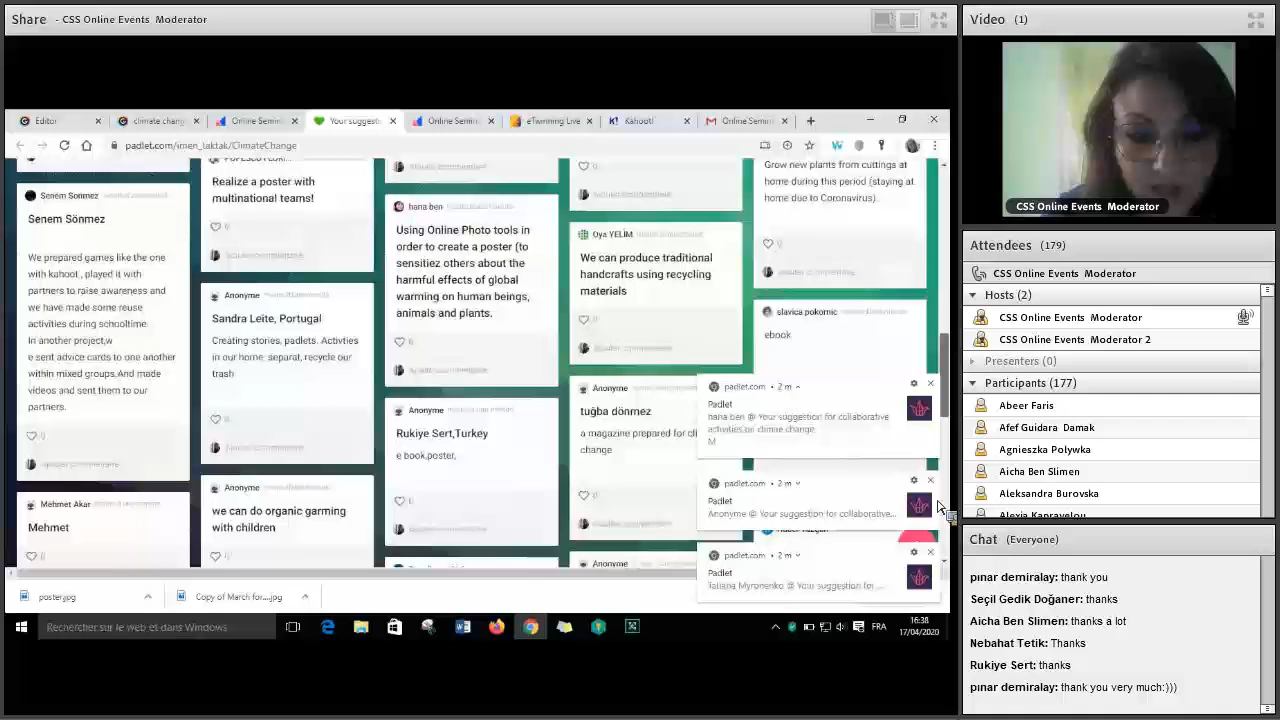 Share - CSS Online Events Moderator
Editor
climate chang
Online Semin
Your suggest
Online Semin
eTwinning Live
Kahoot!
Online Semin
padlet.com/imen_laktak/ClimateChange
Senem Sonmez
Senem Sönmez
We prepared games like the one
with kahoot , played it with
partners to raise awareness and
we have made some reuse
activities during schooltime.
In another project,w
e sent advice cards to one another
within mixed groups.And made
videos and sent them to our
partners.
0
Mehmet Akar
Mehmet
0
Realize a poster with
multinational teams!
0
Anonyme
Sandra Leite, Portugal
Creating stories, padlets. Activties
in our home: separat, recycle our
trash
0
Anonyme
we can do organic garming
with children
0
hana ben
Using Online Photo tools in
order to create a poster (to
sensitiez others about the
harmful effects of global
warming on human beings,
animals and plants.
0
Anonyme
Rukiye Sert,Turkey
e book,poster,
0
0
Oya YELİM
We can produce traditional
handcrafts using recycling
materials
0
Anonyme
tuğba dönmez
a magazine prepared for cli
change
0
Anonyme
Grow new plants from cuttings at
home during this period (staying at
home due to Coronavirus).
0
slavica pokornic
ebook
padlet.com • 2 m
Padlet
hana ben @ Your suggestion for collaborative
activities on climate change
M
padlet.com • 2 m
Padlet
Anonyme @ Your suggestion for collaborative...
padlet.com • 2 m
Padlet
Tatiana Myronenko @ Your suggestion for ...
poster.jpg
Copy of March for....jpg
Rechercher sur le web et dans Windows
FRA
16:38
17/04/2020
Video (1)
CSS Online Events Moderator
Attendees (179)
CSS Online Events Moderator
Hosts (2)
CSS Online Events Moderator
CSS Online Events Moderator 2
Presenters (0)
Participants (177)
Abeer Faris
Afef Guidara Damak
Agnieszka Polywka
Aicha Ben Slimen
Aleksandra Burovska
Alexia Kapravelou
Chat (Everyone)
pınar demiralay: thank you
Seçil Gedik Doğaner: thanks
Aicha Ben Slimen: thanks a lot
Nebahat Tetik: Thanks
Rukiye Sert: thanks
pınar demiralay: thank you very much:)))